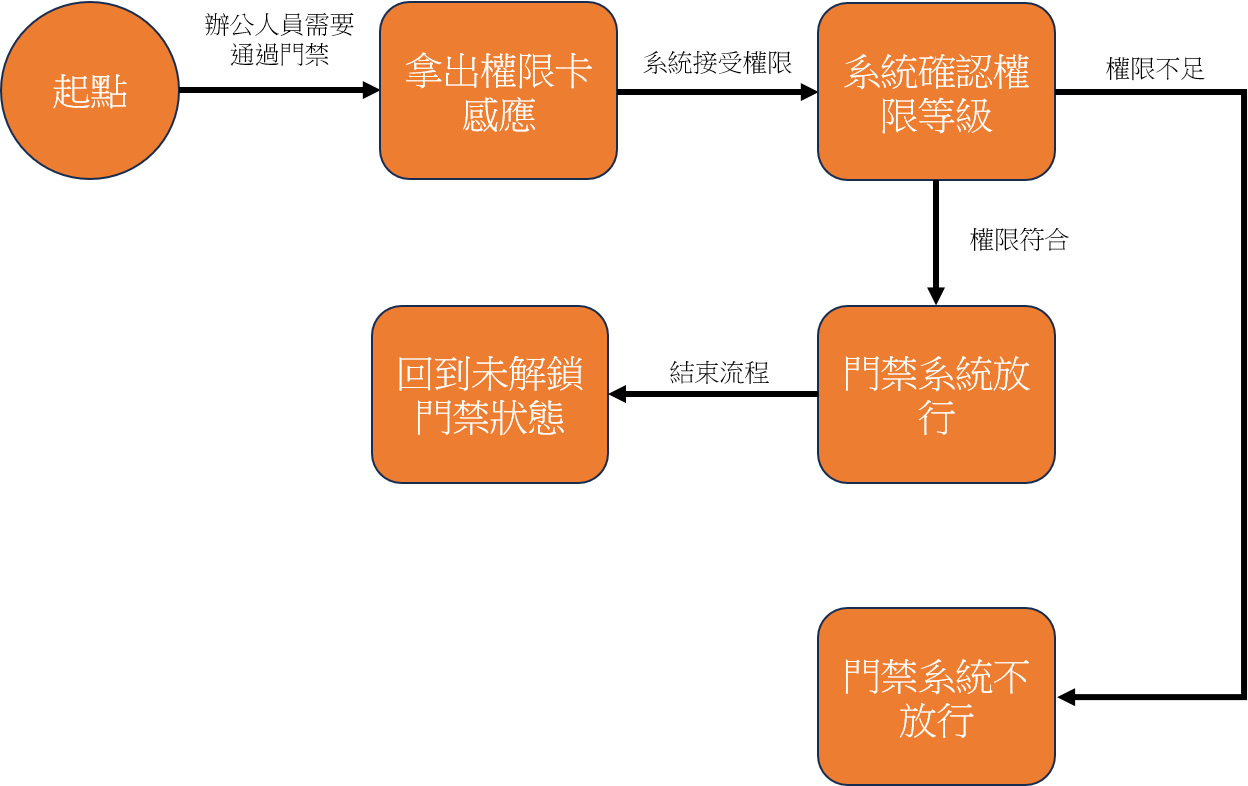 起點
辦公人員需要
通過門禁
拿出權限卡
感應
系統接受權限
系統確認權
限等級
權限不足
權限符合
回到未解鎖
門禁狀態
結束流程
門禁系統放
行
門禁系統不
放行